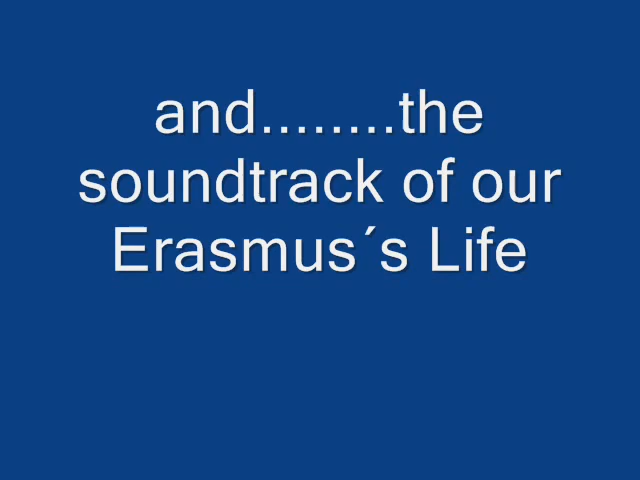 and........the
soundtrack of our
Erasmus´s Life